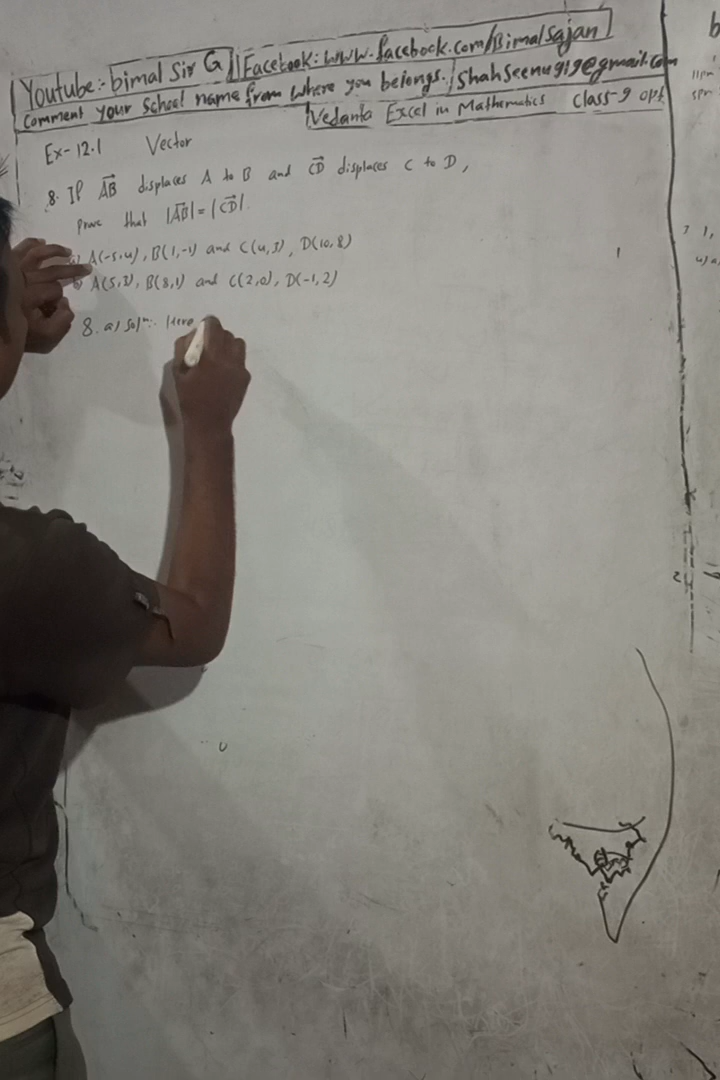 Youtube:- bimal Sir G || Facebook: www.facebook.com/BimalSajan
Comment your School name from where you belongs. | Shahseenu919@gmail.com
Vedanta Excel in Mathematics Class-9 opt
Ex-12.1 Vector
8. If AB displaces A to B and CD displaces C to D,
Prove that |AB| = |CD|.
a) A(-5,4), B(1,-1) and C(4,3), D(10,8)
A(5,3), B(8,1) and C(2,0), D(-1,2)
8. a) Solⁿ:- Here